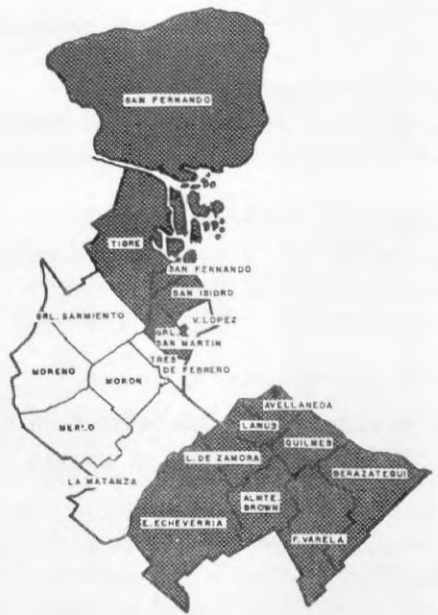 SAN FERNANDO
TIGRE
SAN FERNANDO
SAN ISIDRO
V. LOPEZ
GRL. SARMIENTO
GRL.
SAN MARTIN
TRES
DE FEBRERO
MORENO
MORON
MERLO
AVELLANEDA
LANUS
QUILMES
L. DE ZAMORA
BERAZATEGUI
LA MATANZA
ALMTE.
BROWN
E. ECHEVERRIA
F. VARELA